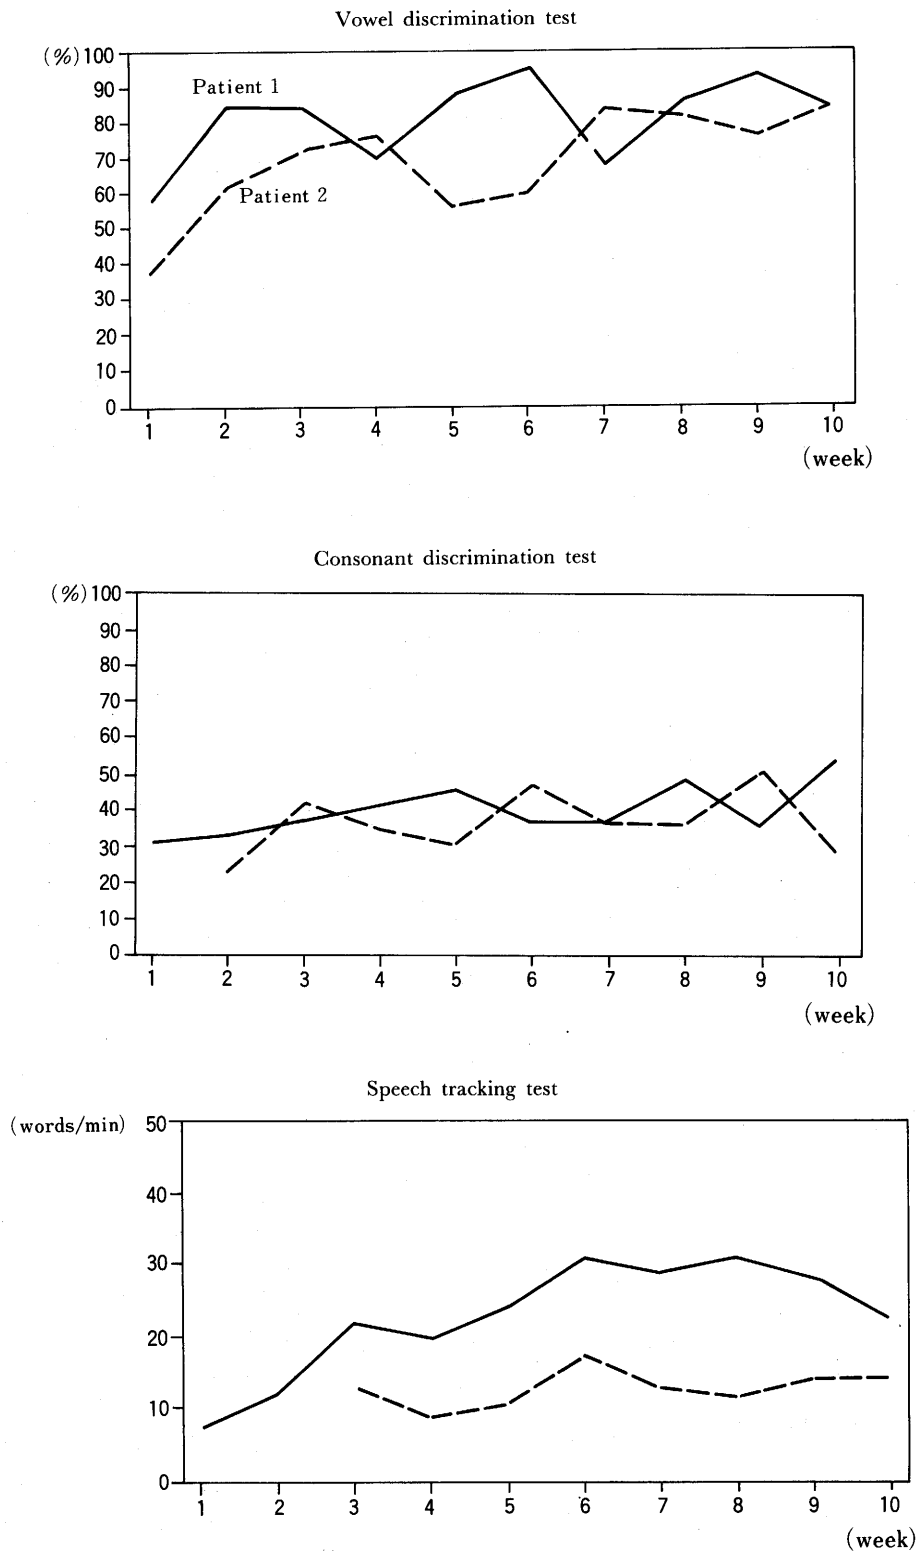 Vowel discrimination test
(%) 100
90
Patient 1
80
70
60
Patient 2
50
40
30
20
10
0
1 2 3 4 5 6 7 8 9 10
(week)
Consonant discrimination test
(%) 100
90
80
70
60
50
40
30
20
10
0
1 2 3 4 5 6 7 8 9 10
(week)
Speech tracking test
(words/min) 50
40
30
20
10
0
1 2 3 4 5 6 7 8 9 10
(week)